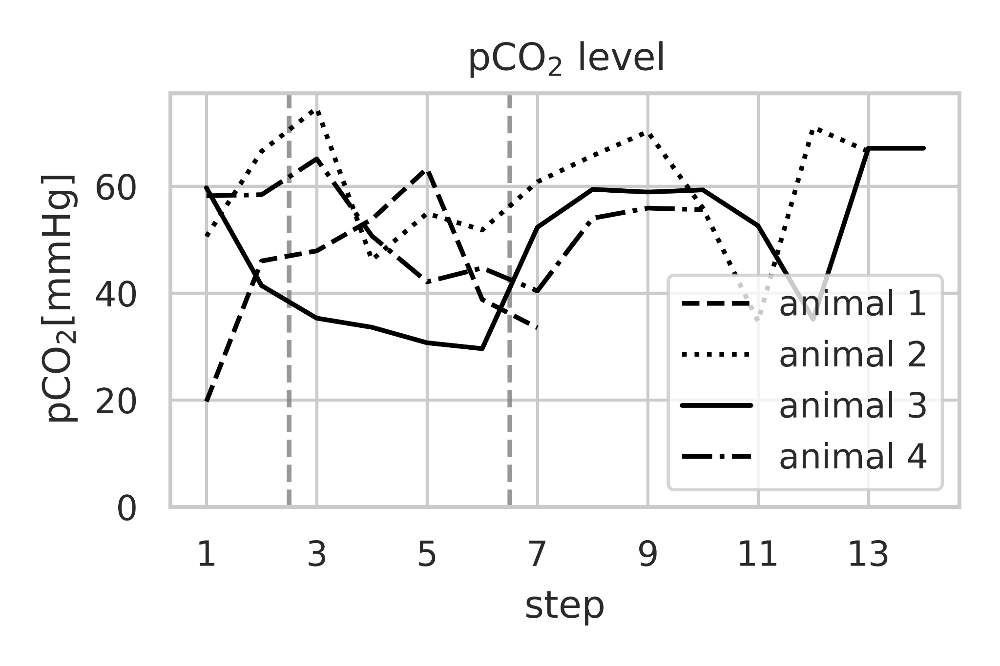 pCO₂ level
pCO₂[mmHg]
60
40
20
0
animal 1
animal 2
animal 3
animal 4
1 3 5 7 9 11 13
step